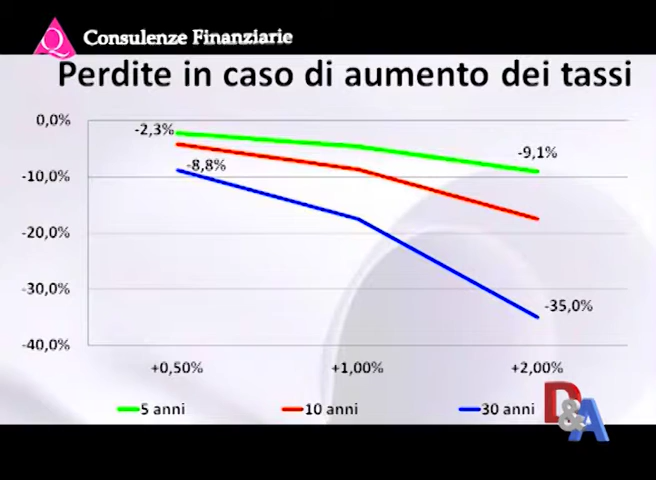 Q Consulenze Finanziarie
Perdite in caso di aumento dei tassi
0,0%
-2,3%
-9,1%
-8,8%
-10,0%
-20,0%
-30,0%
-35,0%
-40,0%
+0,50% +1,00% +2,00%
5 anni 10 anni 30 anni
D&A